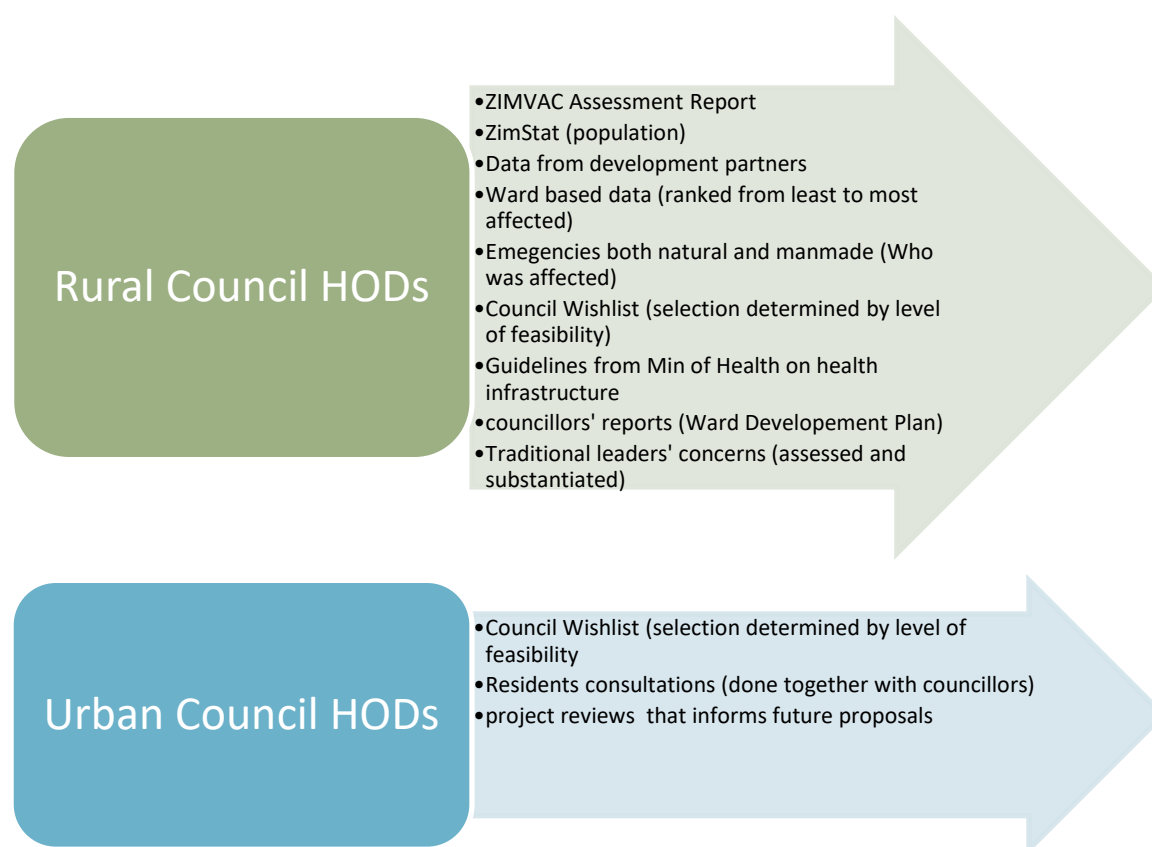 Rural Council HODs
•ZIMVAC Assessment Report
•ZimStat (population)
•Data from development partners
•Ward based data (ranked from least to most
affected)
•Emegencies both natural and manmade (Who
was affected)
•Council Wishlist (selection determined by level
of feasibility)
•Guidelines from Min of Health on health
infrastructure
•councillors' reports (Ward Developement Plan)
•Traditional leaders' concerns (assessed and
substantiated)
Urban Council HODs
•Council Wishlist (selection determined by level of
feasibility
•Residents consultations (done together with councillors)
•project reviews  that informs future proposals